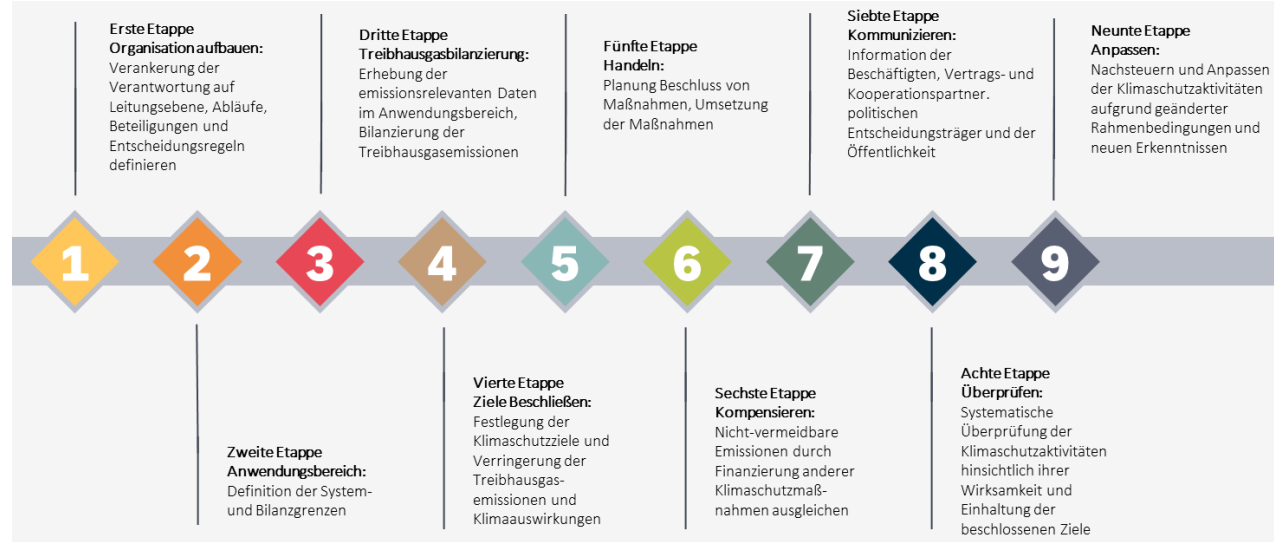 Erste Etappe
Organisation aufbauen:
Verankerung der
Verantwortung auf
Leitungsebene, Abläufe,
Beteiligungen und
Entscheidungsregeln
definieren
Dritte Etappe
Treibhausgasbilanzierung:
Erhebung der
emissionsrelevanten Daten
im Anwendungsbereich,
Bilanzierung der
Treibhausgasemissionen
Fünfte Etappe
Handeln:
Planung Beschluss von
Maßnahmen, Umsetzung
der Maßnahmen
Siebte Etappe
Kommunizieren:
Information der
Beschäftigten, Vertrags- und
Kooperationspartner.
politischen
Entscheidungsträger und der
Öffentlichkeit
Neunte Etappe
Anpassen:
Nachsteuern und Anpassen
der Klimaschutzaktivitäten
aufgrund geänderter
Rahmenbedingungen und
neuen Erkenntnissen
1 2 3 4 5 6 7 8 9
Zweite Etappe
Anwendungsbereich:
Definition der System-
und Bilanzgrenzen
Vierte Etappe
Ziele Beschließen:
Festlegung der
Klimaschutzziele und
Verringerung der
Treibhausgas-
emissionen und
Klimaauswirkungen
Sechste Etappe
Kompensieren:
Nicht-vermeidbare
Emissionen durch
Finanzierung anderer
Klimaschutzmaß-
nahmen ausgleichen
Achte Etappe
Überprüfen:
Systematische
Überprüfung der
Klimaschutzaktivitäten
hinsichtlich ihrer
Wirksamkeit und
Einhaltung der
beschlossenen Ziele